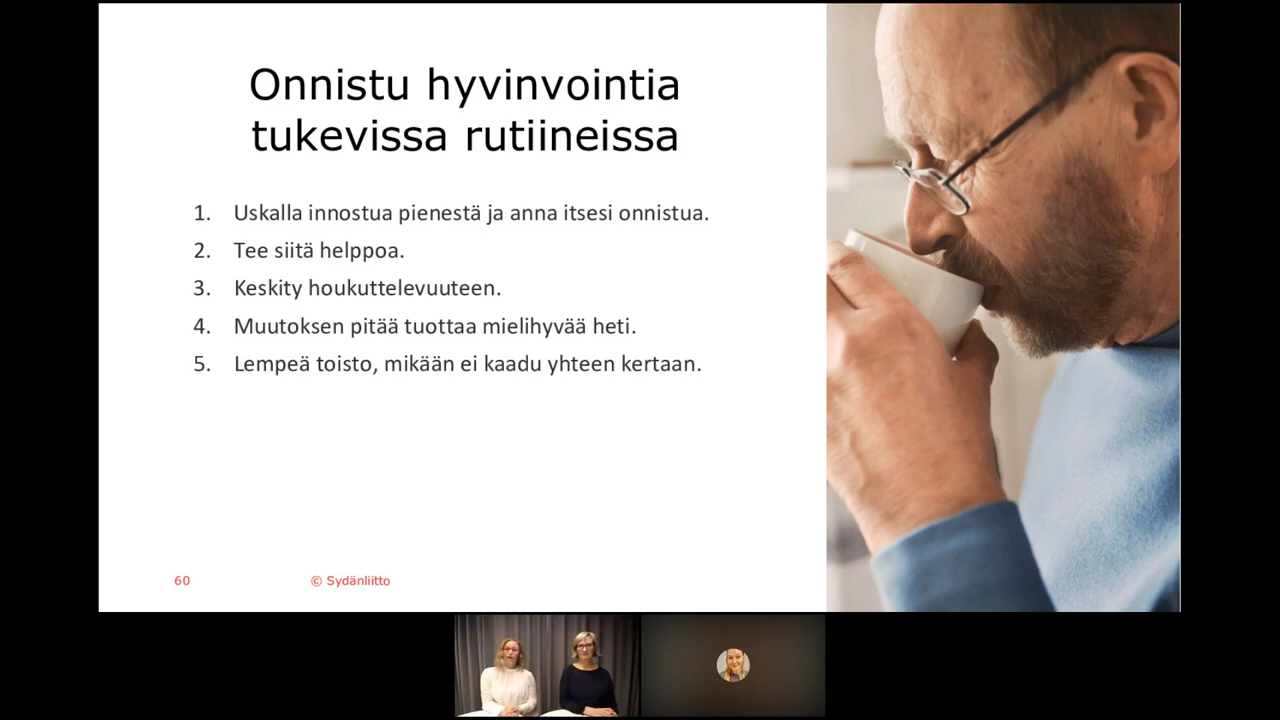 Onnistu hyvinvointia
tukevissa rutiineissa
1. Uskalla innostua pienestä ja anna itsesi onnistua.
2. Tee siitä helppoa.
3. Keskity houkuttelevuuteen.
4. Muutoksen pitää tuottaa mielihyvää heti.
5. Lempeä toisto, mikään ei kaadu yhteen kertaan.
60 © Sydänliitto